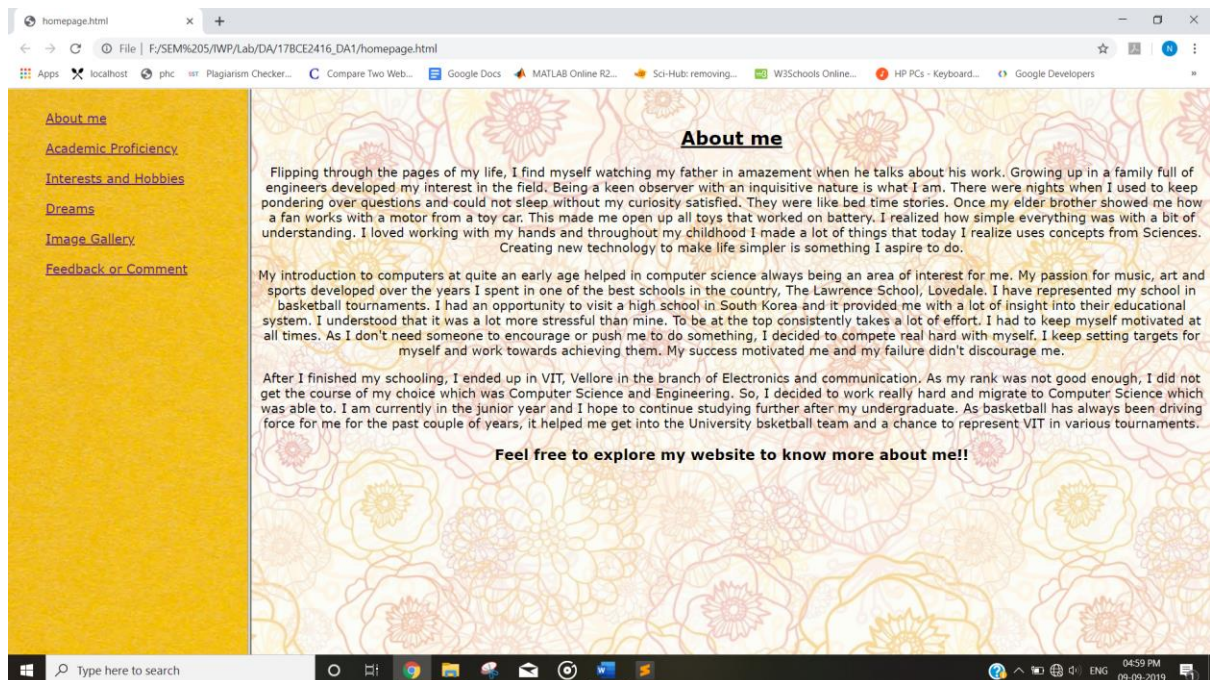 homepage.html
File | F:/SEM%205/IWP/Lab/DA/17BCE2416_DA1/homepage.html
N
Apps localhost phc Plagiarism Checker... Compare Two Web... Google Docs MATLAB Online R2... Sci-Hub: removing... W3Schools Online... HP PCs - Keyboard... Google Developers »
About me
Academic Proficiency
Interests and Hobbies
Dreams
Image Gallery
Feedback or Comment
About me
Flipping through the pages of my life, I find myself watching my father in amazement when he talks about his work. Growing up in a family full of
engineers developed my interest in the field. Being a keen observer with an inquisitive nature is what I am. There were nights when I used to keep
pondering over questions and could not sleep without my curiosity satisfied. They were like bed time stories. Once my elder brother showed me how
a fan works with a motor from a toy car. This made me open up all toys that worked on battery. I realized how simple everything was with a bit of
understanding. I loved working with my hands and throughout my childhood I made a lot of things that today I realize uses concepts from Sciences.
Creating new technology to make life simpler is something I aspire to do.
My introduction to computers at quite an early age helped in computer science always being an area of interest for me. My passion for music, art and
sports developed over the years I spent in one of the best schools in the country, The Lawrence School, Lovedale. I have represented my school in
basketball tournaments. I had an opportunity to visit a high school in South Korea and it provided me with a lot of insight into their educational
system. I understood that it was a lot more stressful than mine. To be at the top consistently takes a lot of effort. I had to keep myself motivated at
all times. As I don't need someone to encourage or push me to do something, I decided to compete real hard with myself. I keep setting targets for
myself and work towards achieving them. My success motivated me and my failure didn't discourage me.
After I finished my schooling, I ended up in VIT, Vellore in the branch of Electronics and communication. As my rank was not good enough, I did not
get the course of my choice which was Computer Science and Engineering. So, I decided to work really hard and migrate to Computer Science which
was able to. I am currently in the junior year and I hope to continue studying further after my undergraduate. As basketball has always been driving
force for me for the past couple of years, it helped me get into the University bsketball team and a chance to represent VIT in various tournaments.
Feel free to explore my website to know more about me!!
Type here to search
ENG
04:59 PM
09-09-2019